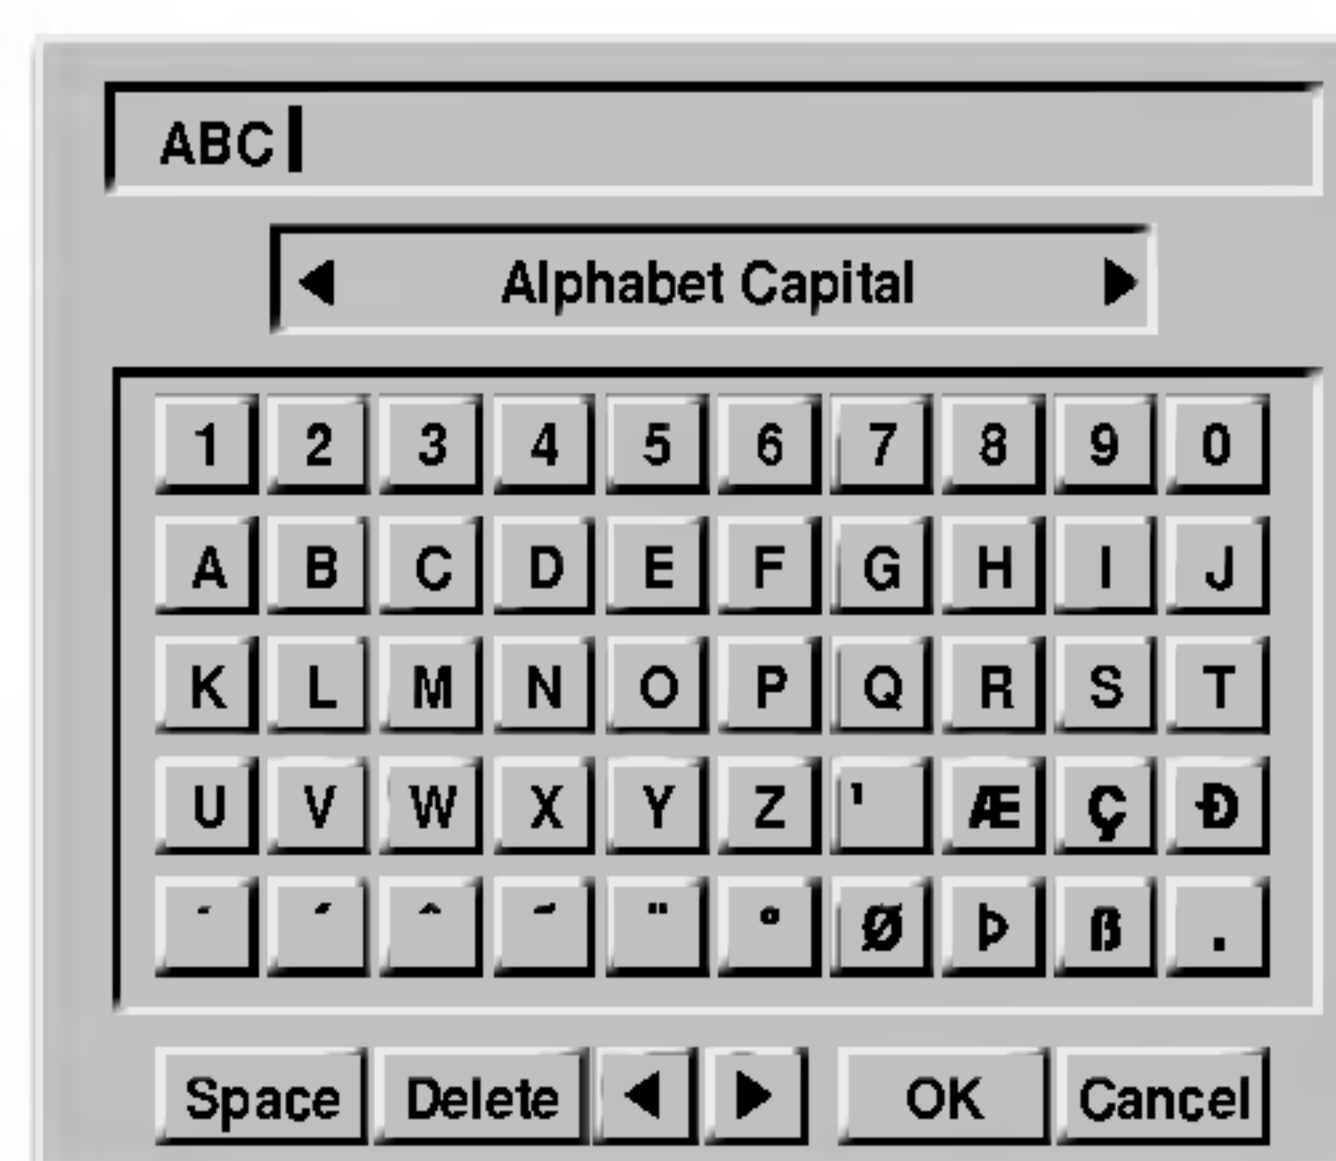 ABC
Alphabet Capital
1 2 3 4 5 6 7 8 9 0
A B C D E F G H I J
K L M N O P Q R S T
U V W X Y Z ' Æ Ç Đ
´ ˆ ¨ ° Ø Þ ß .
Space Delete OK Cancel